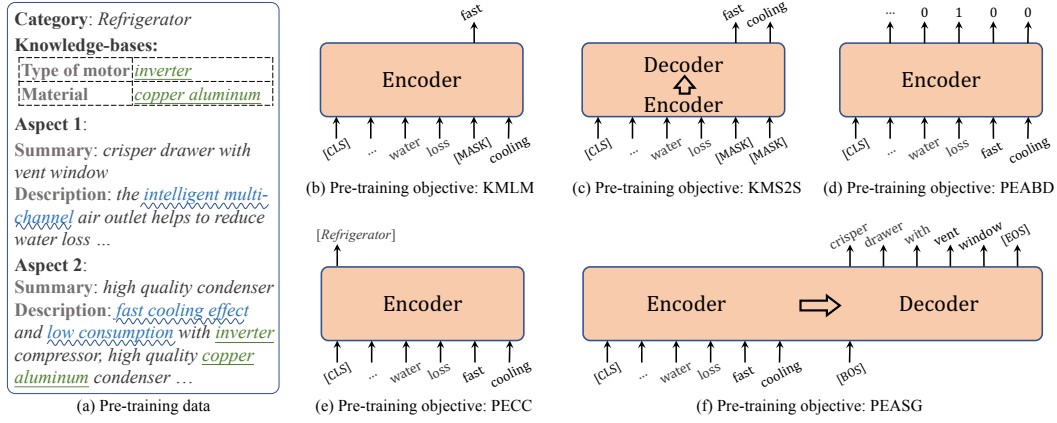 Category: Refrigerator
Knowledge-bases:
Type of motor inverter
Material copper aluminum
Aspect 1:
Summary: crisper drawer with
vent window
Description: the intelligent multi-
channel air outlet helps to reduce
water loss ...
Aspect 2:
Summary: high quality condenser
Description: fast cooling effect
and low consumption with inverter
compressor, high quality copper
aluminum condenser ...
(a) Pre-training data
fast
Encoder
[CLS] ... water loss [MASK] cooling
(b) Pre-training objective: KMLM
fast cooling
Decoder
Encoder
[CLS] ... water loss [MASK] [MASK]
(c) Pre-training objective: KMS2S
... 0 1 0 0
Encoder
[CLS] ... water loss fast cooling
(d) Pre-training objective: PEABD
[Refrigerator]
Encoder
[CLS] ... water loss fast cooling
(e) Pre-training objective: PECC
crisper drawer with vent window [EOS]
Encoder Decoder
[CLS] ... water loss fast cooling [BOS]
(f) Pre-training objective: PEASG